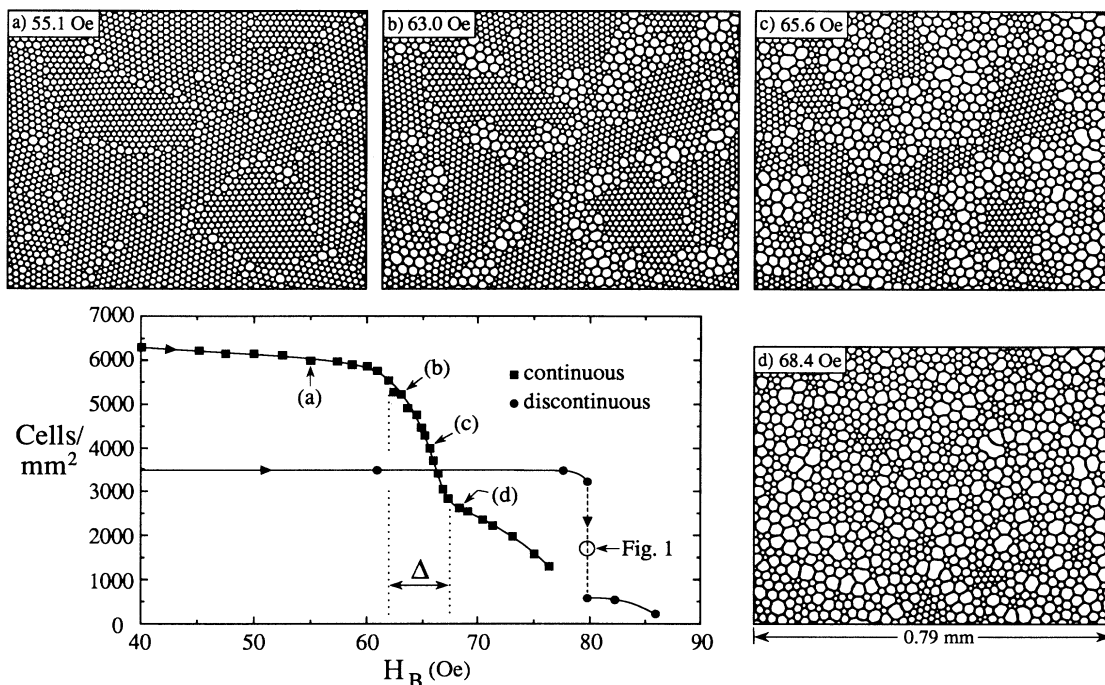 a) 55.1 Oe
b) 63.0 Oe
c) 65.6 Oe
7000
6000
5000
4000
3000
2000
1000
0
Cells/
mm²
(a)
(b)
(c)
(d)
■ continuous
● discontinuous
Fig. 1
Δ
40 50 60 70 80 90
H_B (Oe)
d) 68.4 Oe
0.79 mm